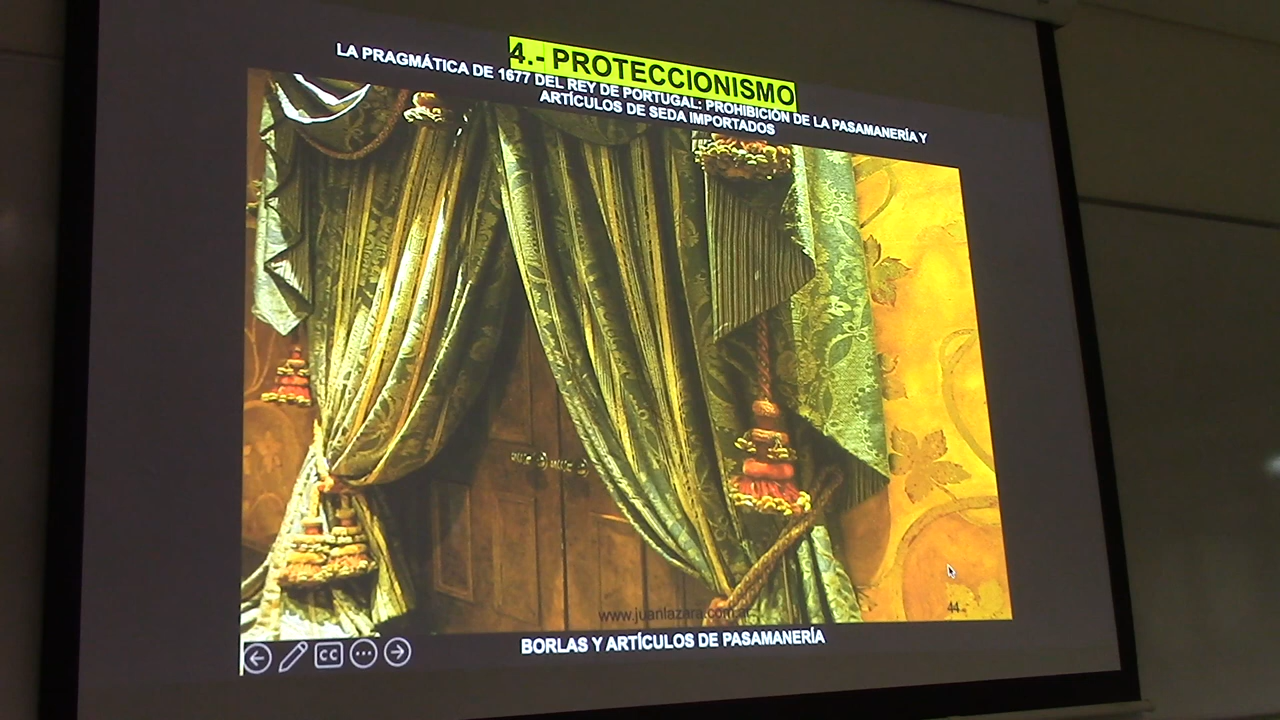 4.- PROTECCIONISMO
LA PRAGMÁTICA DE 1677 DEL REY DE PORTUGAL: PROHIBICIÓN DE LA PASAMANERÍA Y
ARTÍCULOS DE SEDA IMPORTADOS
www.juanlazara.com.ar
44
BORLAS Y ARTÍCULOS DE PASAMANERÍA
CC